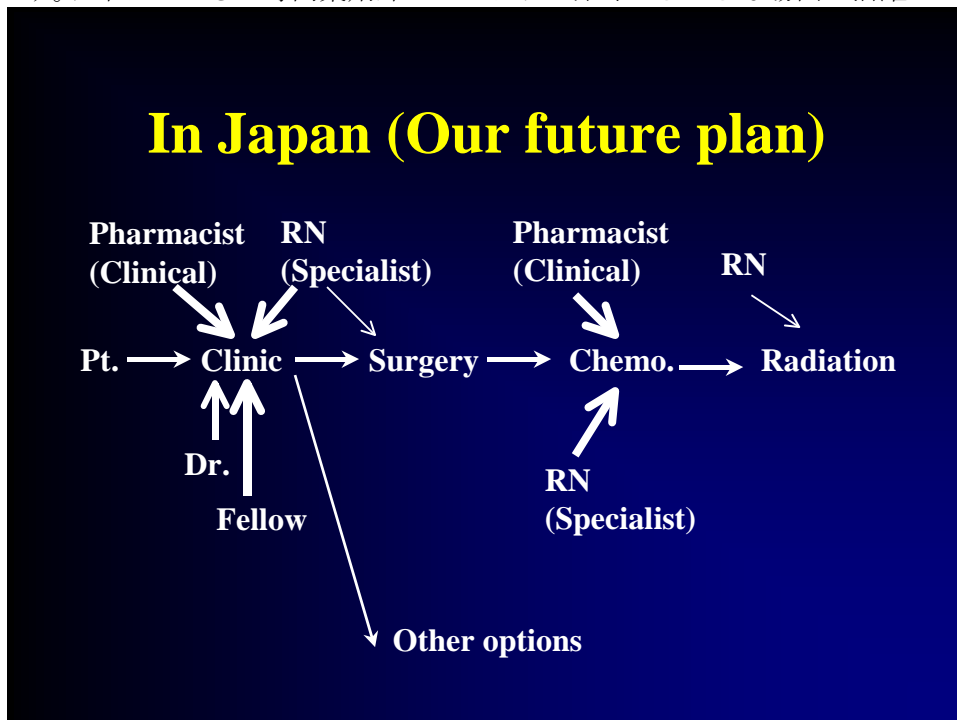 In Japan (Our future plan)
Pharmacist
(Clinical)
RN
(Specialist)
Pharmacist
(Clinical)
RN
Pt.
Clinic
Surgery
Chemo.
Radiation
Dr.
Fellow
RN
(Specialist)
Other options